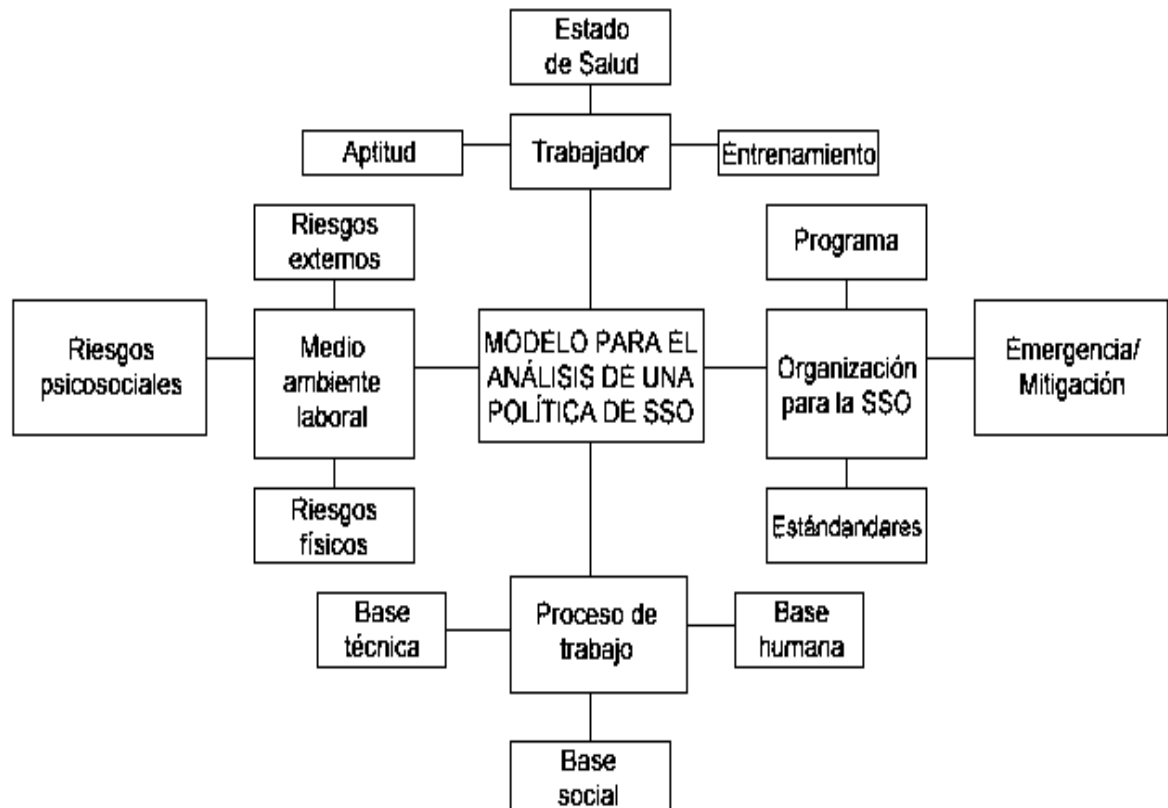 Estado
de Salud
Aptitud
Trabajador
Entrenamiento
Riesgos
externos
Programa
Riesgos
psicosociales
Medio
ambiente
laboral
MODELO PARA EL
ANÁLISIS DE UNA
POLÍTICA DE SSO
Organización
para la SSO
Emergencia/
Mitigación
Riesgos
físicos
Estándandares
Base
técnica
Proceso de
trabajo
Base
humana
Base
social